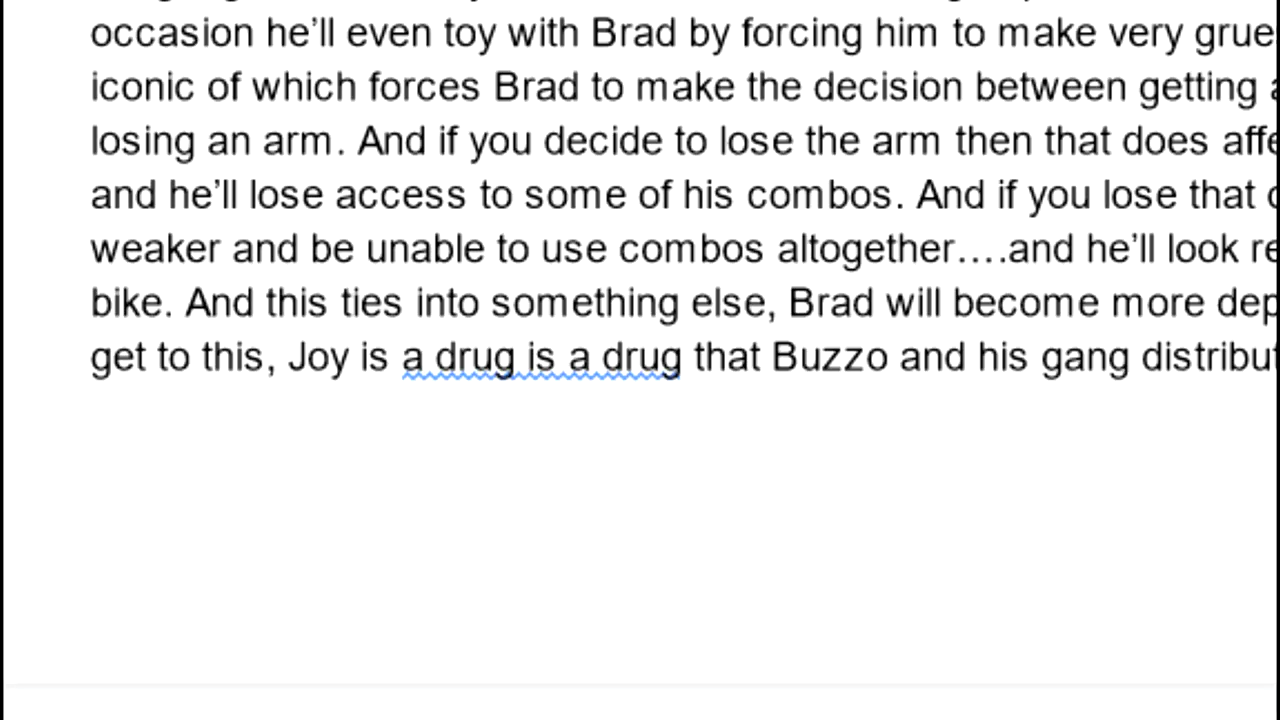 occasion he’ll even toy with Brad by forcing him to make very
iconic of which forces Brad to make the decision between getting
losing an arm. And if you decide to lose the arm then that does
and he’ll lose access to some of his combos. And if you lose that
weaker and be unable to use combos altogether….and he’ll look
bike. And this ties into something else, Brad will become more
get to this, Joy is a drug is a drug that Buzzo and his gang